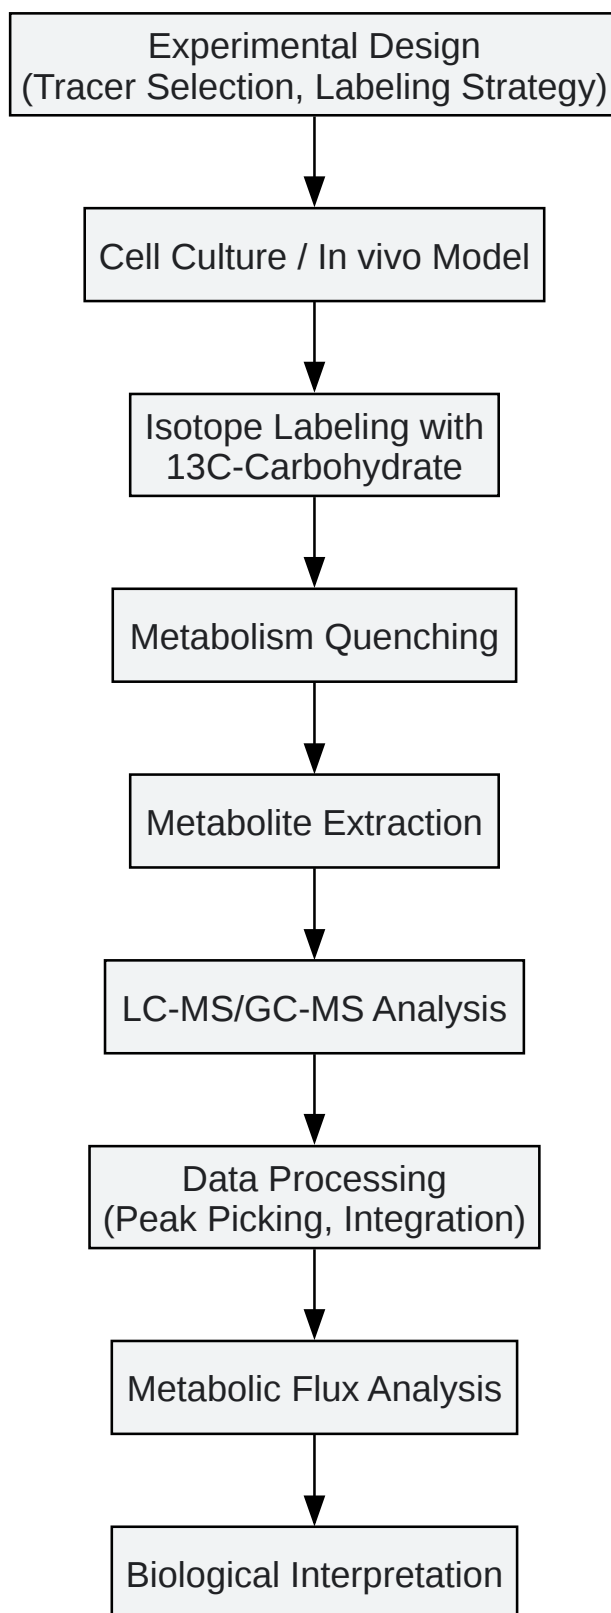 Experimental Design
(Tracer Selection, Labeling Strategy)
Cell Culture / In vivo Model
Isotope Labeling with
13C-Carbohydrate
Metabolism Quenching
Metabolite Extraction
LC-MS/GC-MS Analysis
Data Processing
(Peak Picking, Integration)
Metabolic Flux Analysis
Biological Interpretation